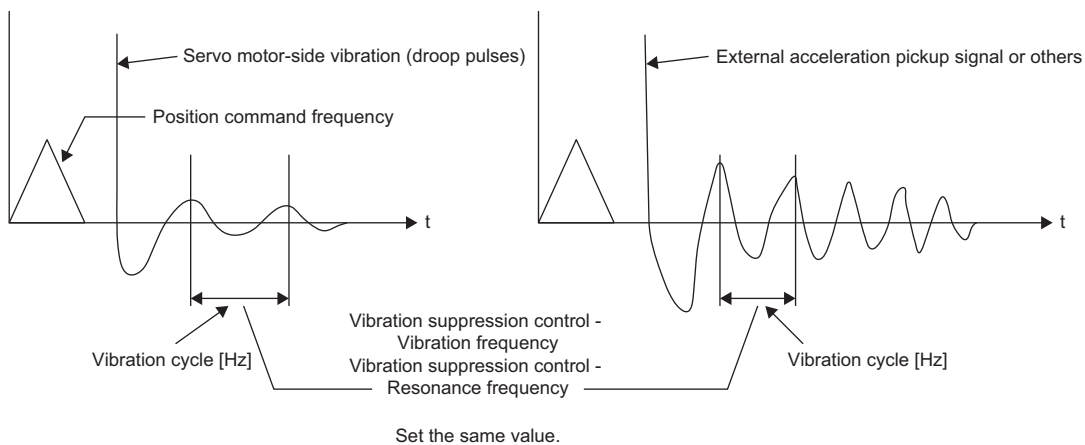 Servo motor-side vibration (droop pulses)
Position command frequency
t
Vibration cycle [Hz]
External acceleration pickup signal or others
t
Vibration cycle [Hz]
Vibration suppression control -
Vibration frequency
Vibration suppression control -
Resonance frequency
Set the same value.